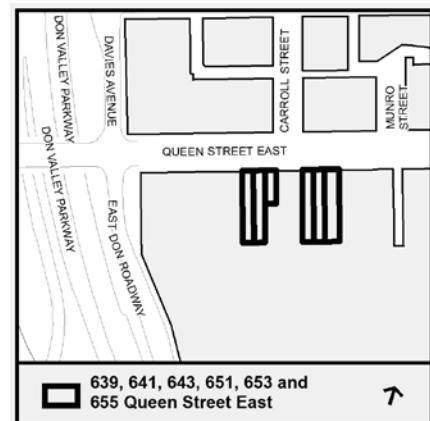 DON VALLEY PARKWAY
DAVIES AVENUE
CARROLL STREET
MUNRO
STREET
DON VALLEY PARKWAY
QUEEN STREET EAST
EAST DON ROADWAY
639, 641, 643, 651, 653 and
655 Queen Street East